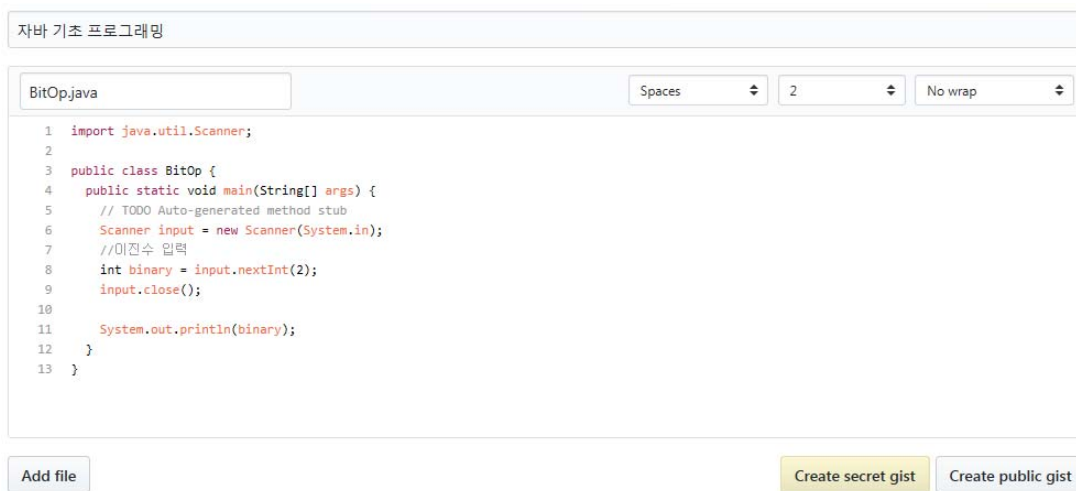 자바 기초 프로그래밍
BitOp.java Spaces 2 No wrap
1 import java.util.Scanner;
2
3 public class BitOp {
4 public static void main(String[] args) {
5 // TODO Auto-generated method stub
6 Scanner input = new Scanner(System.in);
7 //이진수 입력
8 int binary = input.nextInt(2);
9 input.close();
10
11 System.out.println(binary);
12 }
13 }
Add file Create secret gist Create public gist